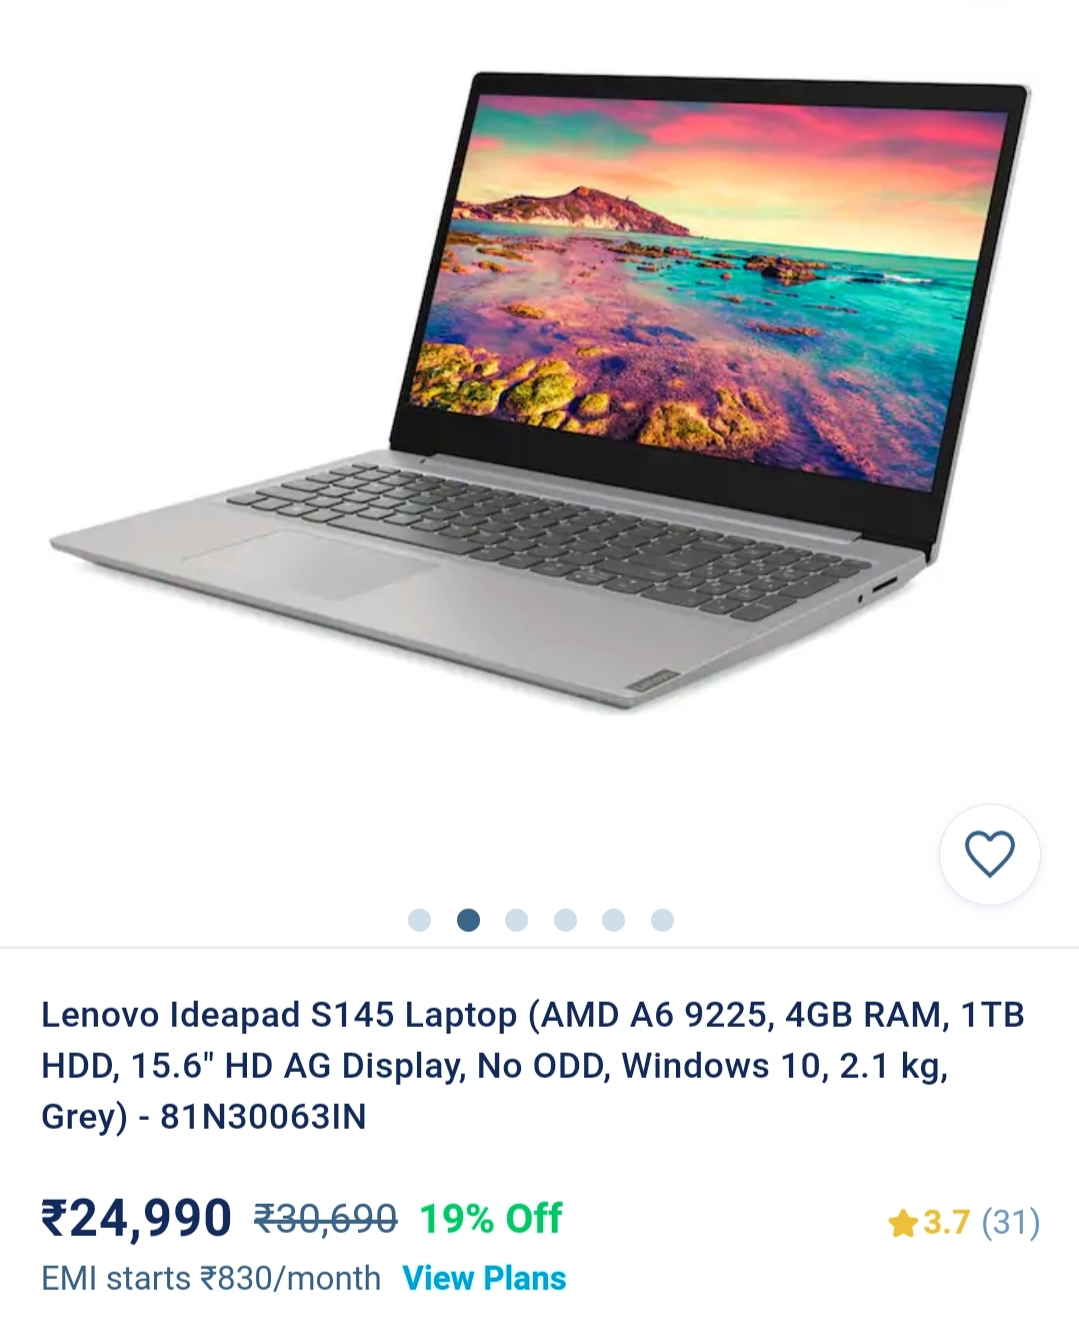 Lenovo
Lenovo Ideapad S145 Laptop (AMD A6 9225, 4GB RAM, 1TB
HDD, 15.6" HD AG Display, No ODD, Windows 10, 2.1 kg,
Grey) - 81N30063IN
₹24,990 ₹30,690 19% Off 3.7 (31)
EMI starts ₹830/month View Plans